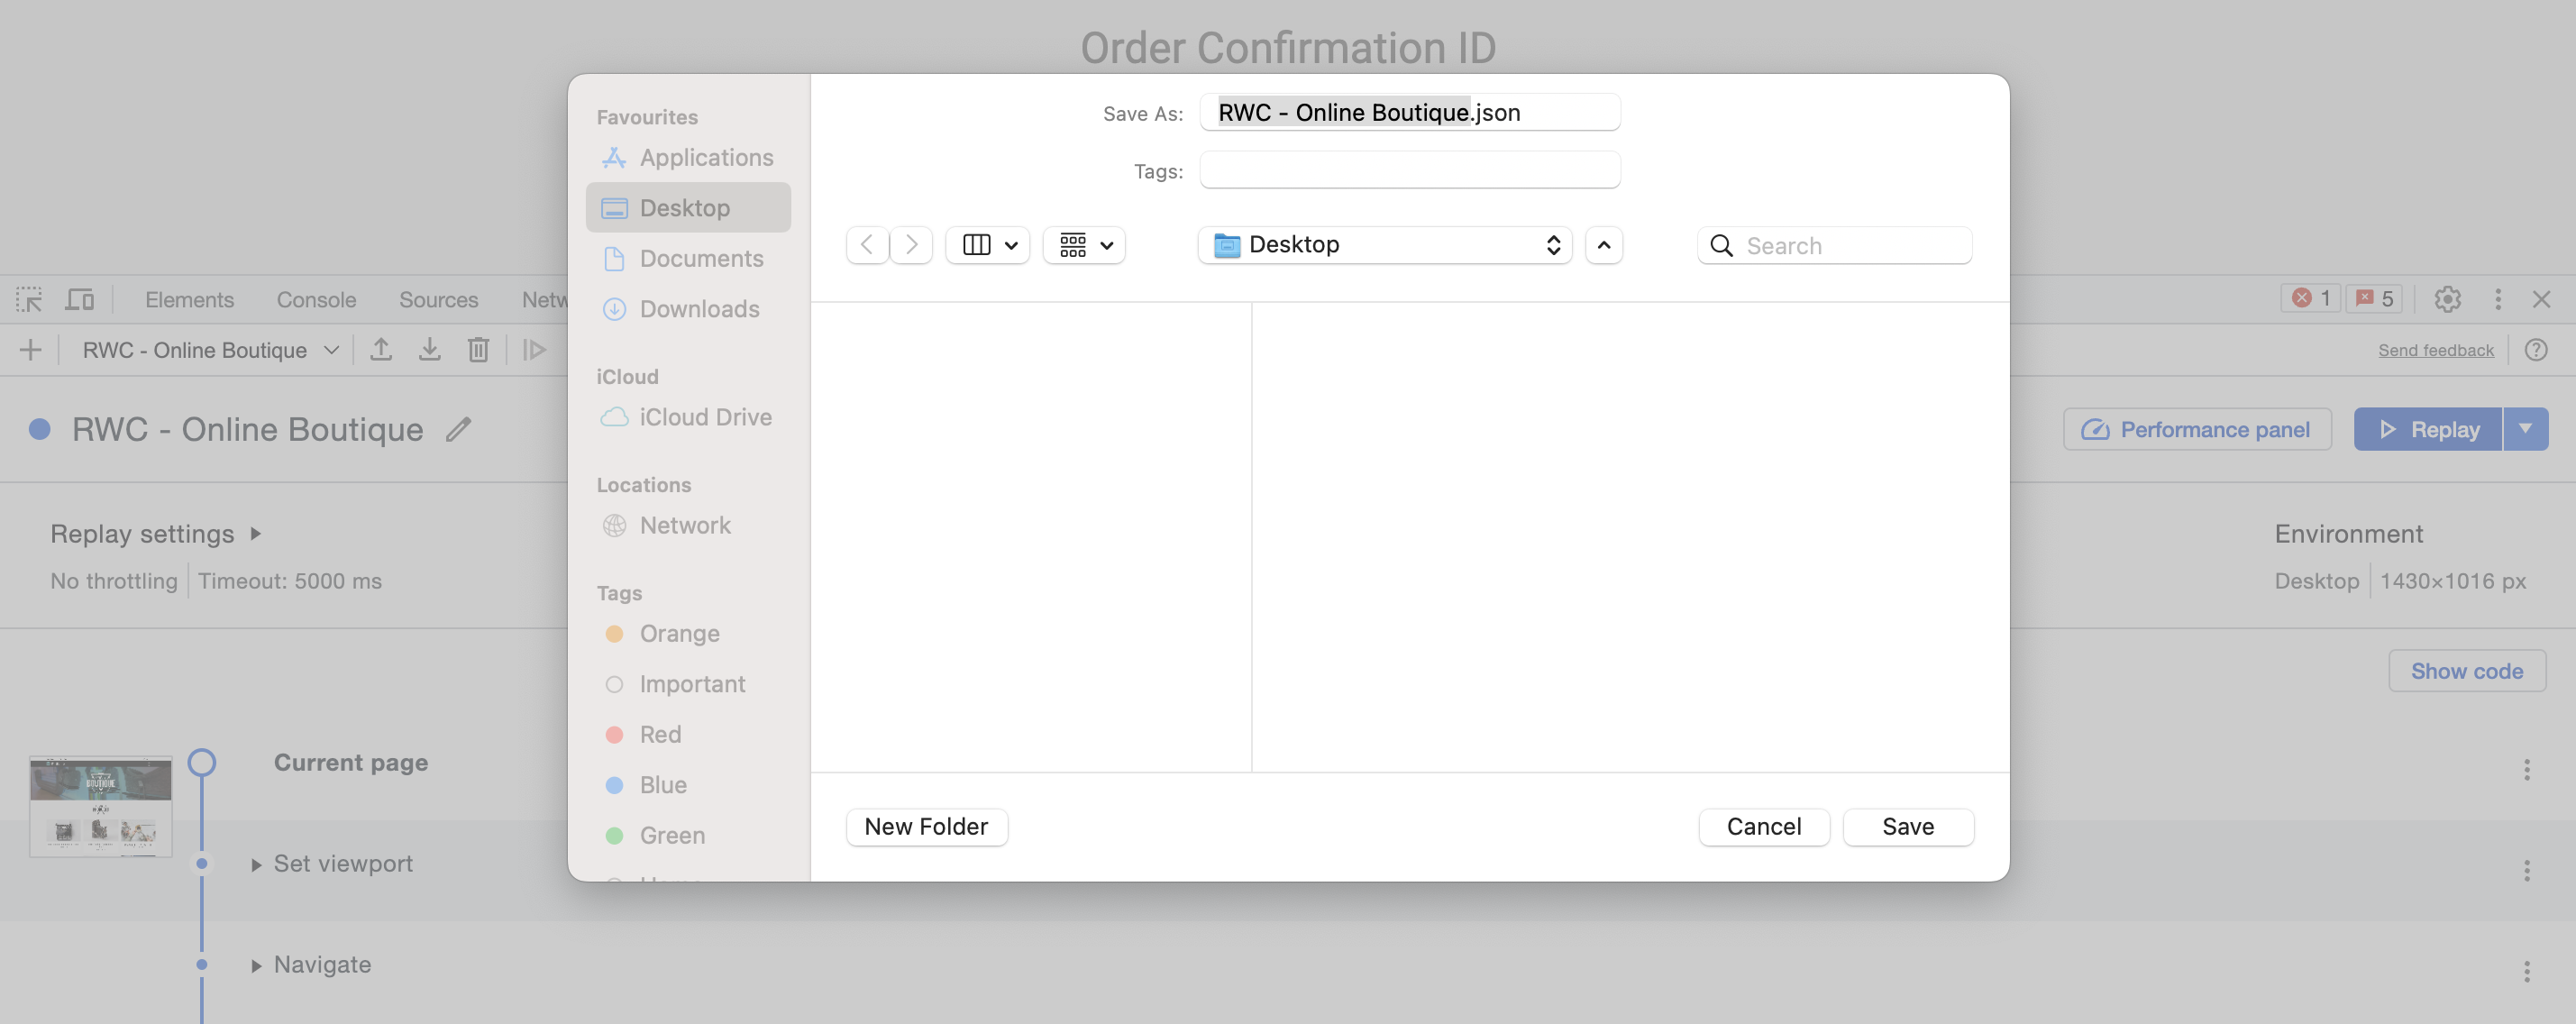 Order Confirmation ID
Favourites
Applications
Desktop
Documents
Downloads
iCloud
iCloud Drive
Locations
Network
Tags
Orange
Important
Red
Blue
Green
Save As: RWC - Online Boutique.json
Tags:
Desktop
Search
New Folder
Cancel
Save
Elements Console Sources Netw
1 5
RWC - Online Boutique
Send feedback
RWC - Online Boutique
Performance panel
Replay
Replay settings
No throttling Timeout: 5000 ms
Environment
Desktop 1430×1016 px
Show code
Current page
BOUTIQUE
Set viewport
Navigate